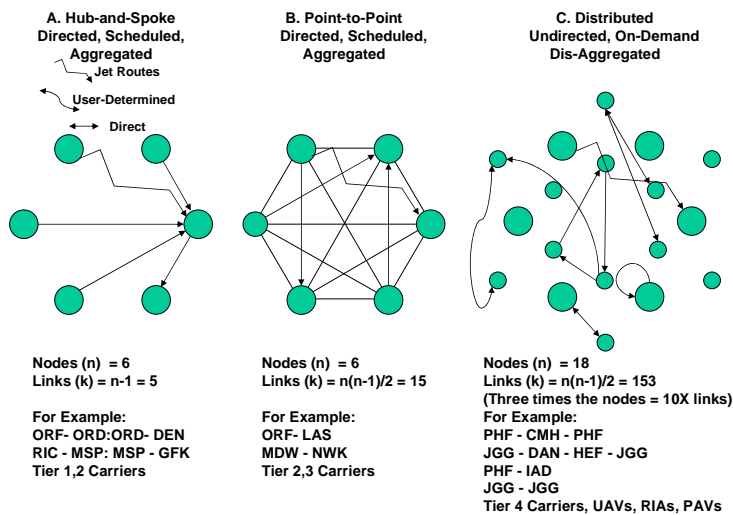 A. Hub-and-Spoke
Directed, Scheduled,
Aggregated
Jet Routes
User-Determined
Direct
Nodes (n) = 6
Links (k) = n-1 = 5
For Example:
ORF- ORD:ORD- DEN
RIC - MSP: MSP - GFK
Tier 1,2 Carriers
B. Point-to-Point
Directed, Scheduled,
Aggregated
Nodes (n) = 6
Links (k) = n(n-1)/2 = 15
For Example:
ORF- LAS
MDW - NWK
Tier 2,3 Carriers
C. Distributed
Undirected, On-Demand
Dis-Aggregated
Nodes (n) = 18
Links (k) = n(n-1)/2 = 153
(Three times the nodes = 10X links)
For Example:
PHF - CMH - PHF
JGG - DAN - HEF - JGG
PHF - IAD
JGG - JGG
Tier 4 Carriers, UAVs, RIAs, PAVs